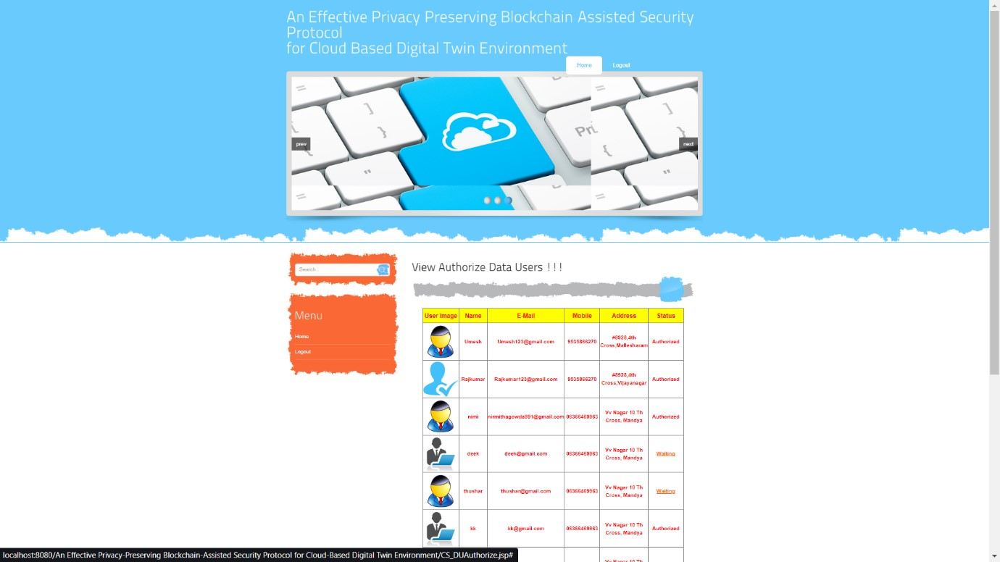 An Effective Privacy Preserving Blockchain Assisted Security
Protocol
for Cloud Based Digital Twin Environment
Home
Logout
]
}
=
"
{
prev
next
View Authorize Data Users !!!
Search :
Menu
Home
Logout
User Image Name E-Mail Mobile Address Status
Umesh Umesh123@gmail.com 9535866270 #8928,4th Cross,Malleshwaram Authorized
Rajkumar Rajkumar123@gmail.com 9535866270 #8928,4th Cross,Vijayanagar Authorized
nimi nirmithagowda991@gmail.com 06366469963 Vv Nagar 10 Th Cross, Mandya Authorized
deek deek@gmail.com 06366469963 Vv Nagar 10 Th Cross, Mandya Waiting
thushar thushar@gmail.com 06366469963 Vv Nagar 10 Th Cross, Mandya Waiting
kk kk@gmail.com 06366469963 Vv Nagar 10 Th Cross, Mandya Authorized
localhost:8080/An Effective Privacy-Preserving Blockchain-Assisted Security Protocol for Cloud-Based Digital Twin Environment/CS_DUAuthorize.jsp#